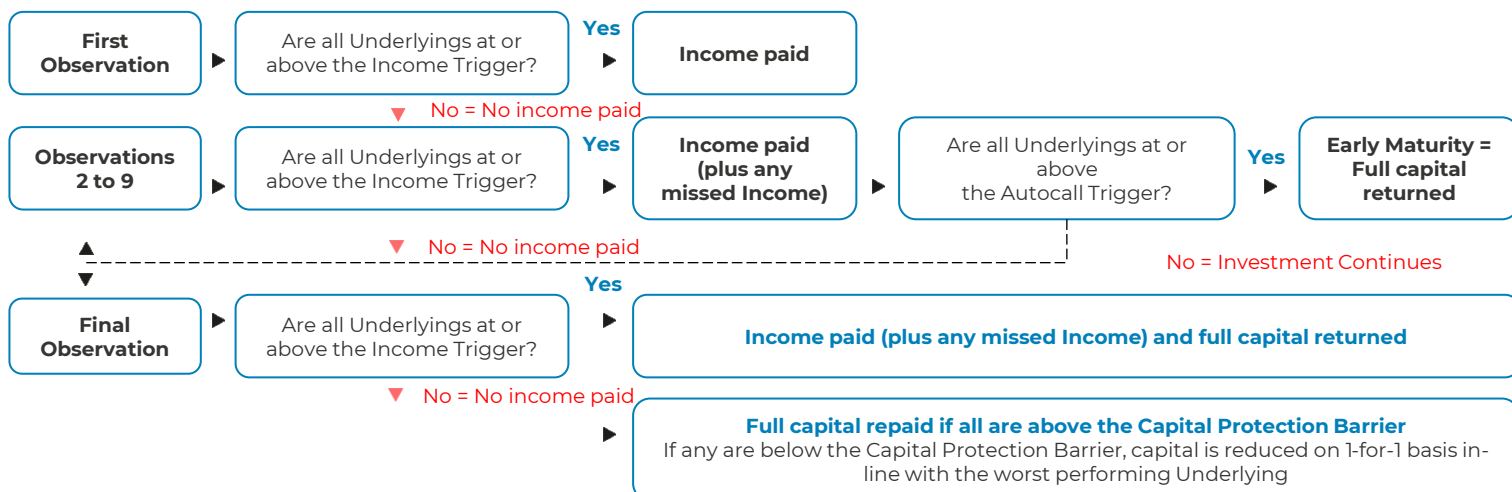 First
Observation
Are all Underlyings at or
above the Income Trigger?
Yes
Income paid
No = No income paid
Observations
2 to 9
Are all Underlyings at or
above the Income Trigger?
Yes
Income paid
(plus any
missed Income)
Are all Underlyings at or
above
the Autocall Trigger?
Yes
Early Maturity =
Full capital
returned
No = No income paid
No = Investment Continues
Final
Observation
Are all Underlyings at or
above the Income Trigger?
Yes
Income paid (plus any missed Income) and full capital returned
No = No income paid
Full capital repaid if all are above the Capital Protection Barrier
If any are below the Capital Protection Barrier, capital is reduced on 1-for-1 basis in-
line with the worst performing Underlying